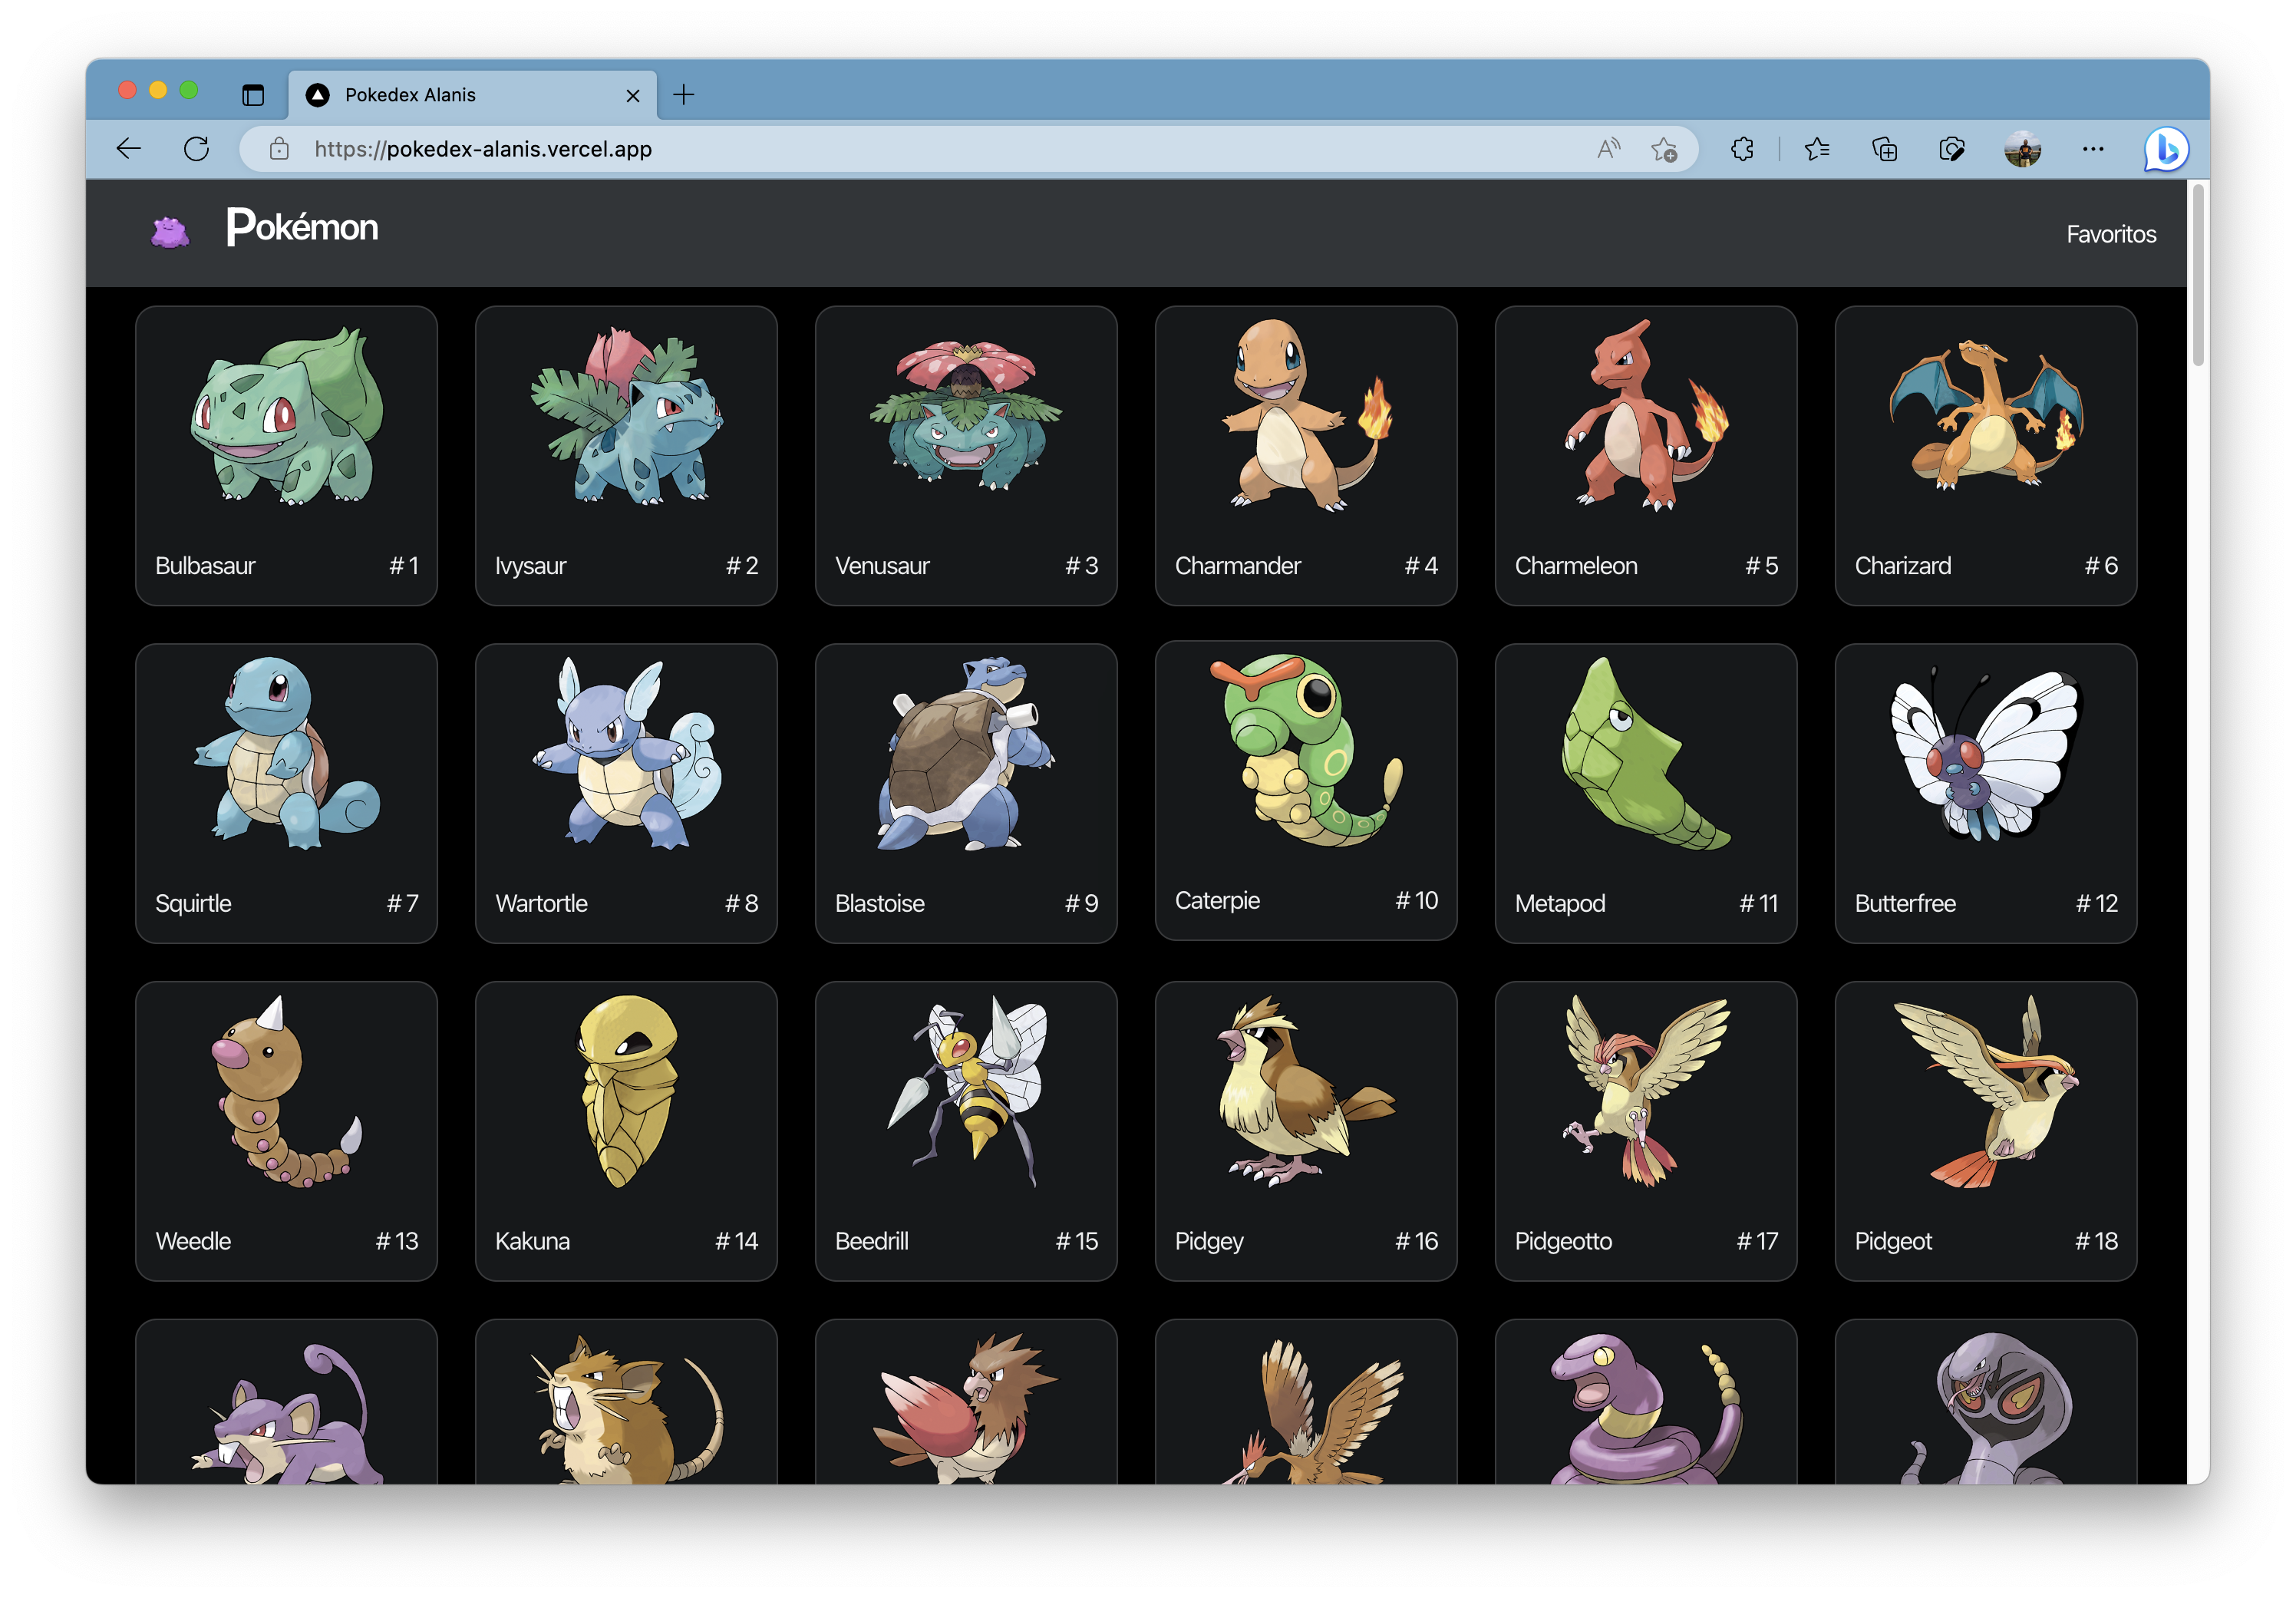 Pokedex Alanis
https://pokedex-alanis.vercel.app
Pokémon
Favoritos
Bulbasaur # 1
Ivysaur # 2
Venusaur # 3
Charmander # 4
Charmeleon # 5
Charizard # 6
Squirtle # 7
Wartortle # 8
Blastoise # 9
Caterpie # 10
Metapod # 11
Butterfree # 12
Weedle # 13
Kakuna # 14
Beedrill # 15
Pidgey # 16
Pidgeotto # 17
Pidgeot # 18